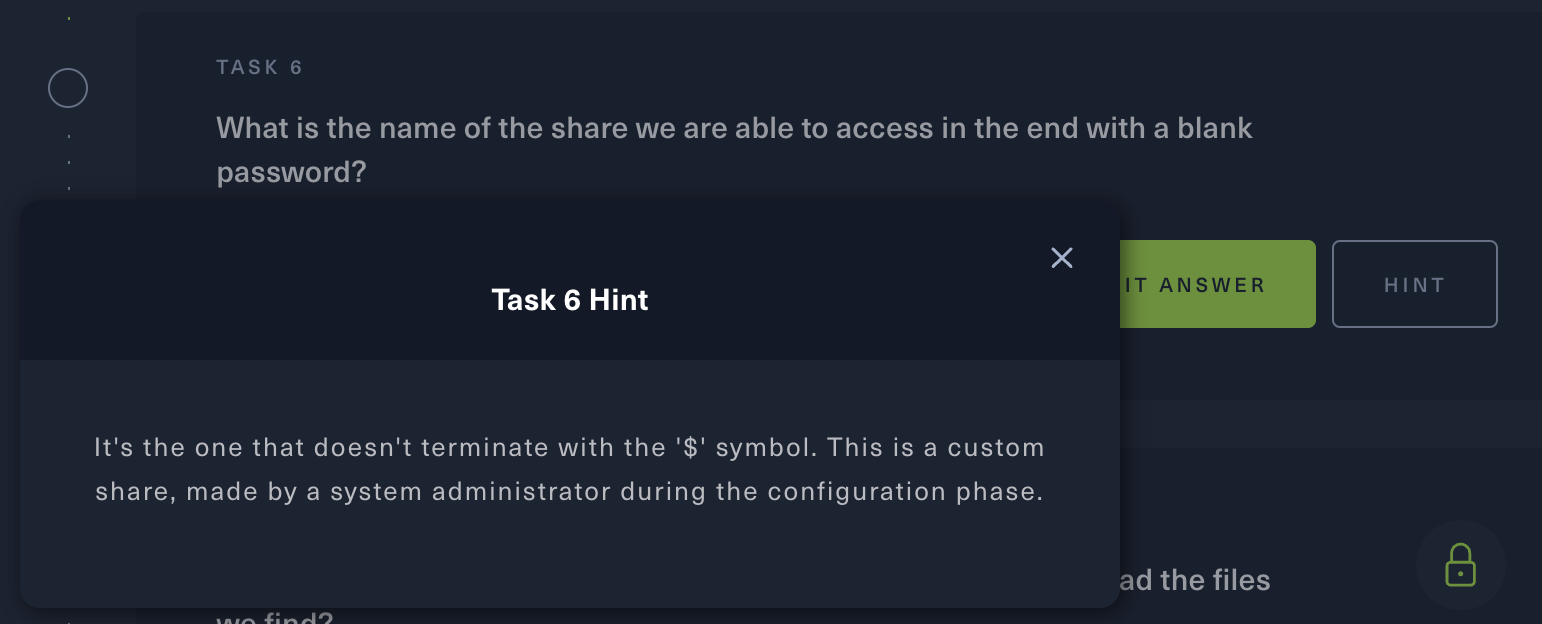 TASK 6
What is the name of the share we are able to access in the end with a blank
password?
IT ANSWER
HINT
Task 6 Hint
It's the one that doesn't terminate with the '$' symbol. This is a custom
share, made by a system administrator during the configuration phase.
ad the files
we find?